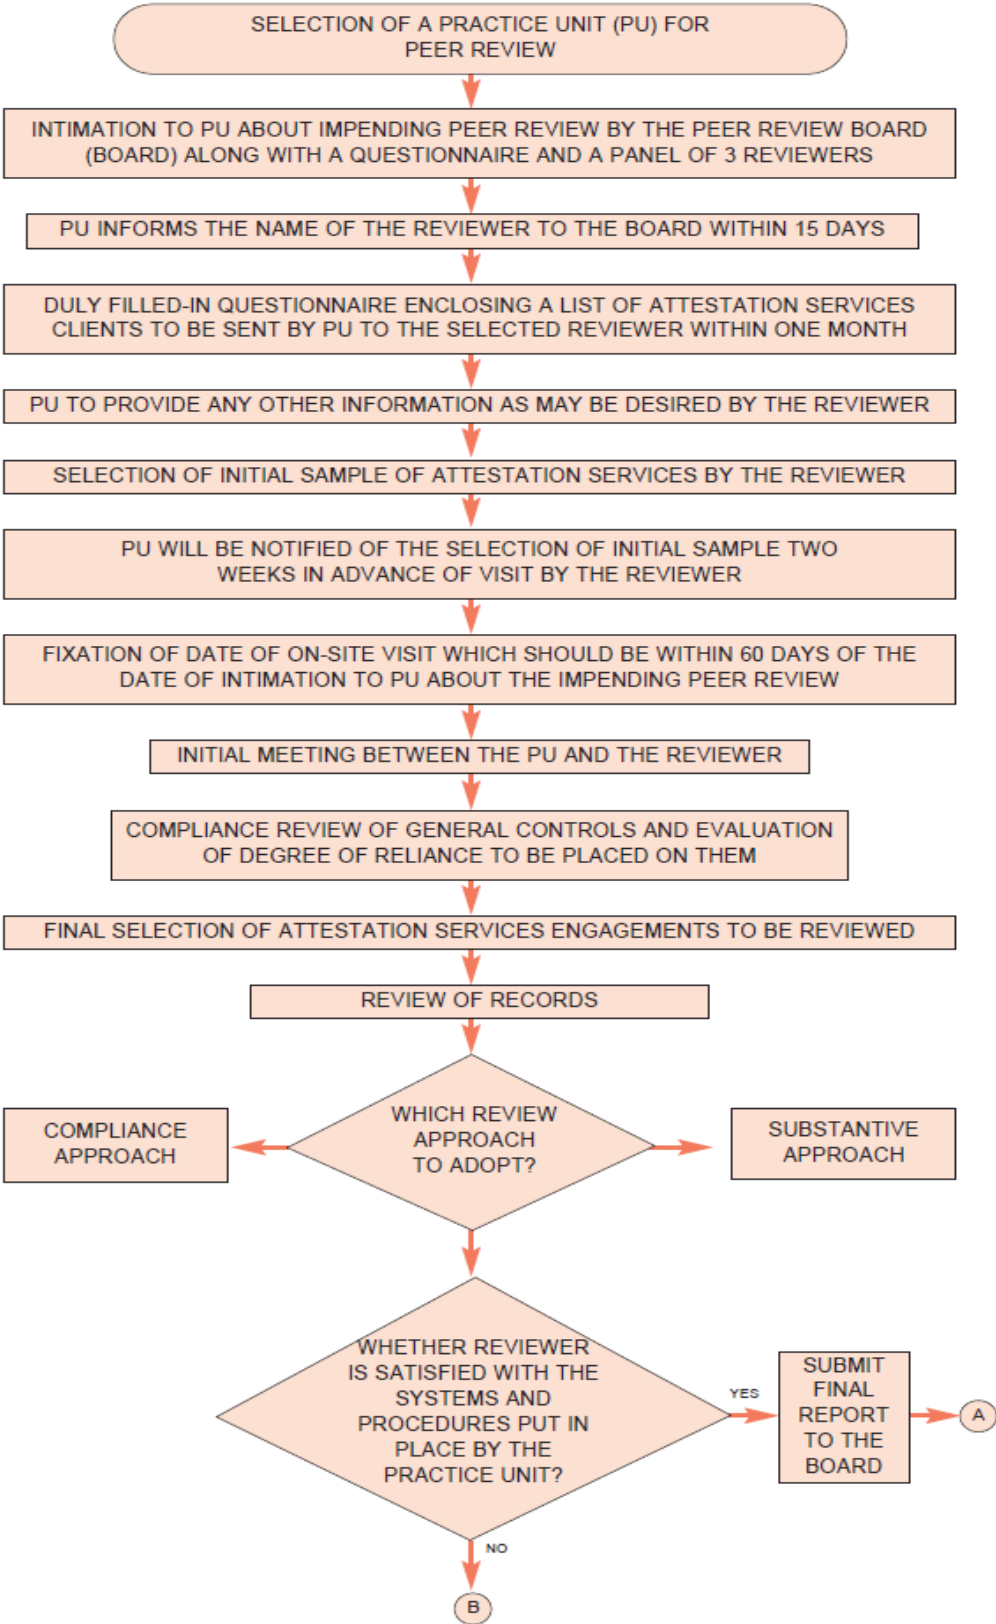 SELECTION OF A PRACTICE UNIT (PU) FOR
PEER REVIEW
INTIMATION TO PU ABOUT IMPENDING PEER REVIEW BY THE PEER REVIEW BOARD
(BOARD) ALONG WITH A QUESTIONNAIRE AND A PANEL OF 3 REVIEWERS
PU INFORMS THE NAME OF THE REVIEWER TO THE BOARD WITHIN 15 DAYS
DULY FILLED-IN QUESTIONNAIRE ENCLOSING A LIST OF ATTESTATION SERVICES
CLIENTS TO BE SENT BY PU TO THE SELECTED REVIEWER WITHIN ONE MONTH
PU TO PROVIDE ANY OTHER INFORMATION AS MAY BE DESIRED BY THE REVIEWER
SELECTION OF INITIAL SAMPLE OF ATTESTATION SERVICES BY THE REVIEWER
PU WILL BE NOTIFIED OF THE SELECTION OF INITIAL SAMPLE TWO
WEEKS IN ADVANCE OF VISIT BY THE REVIEWER
FIXATION OF DATE OF ON-SITE VISIT WHICH SHOULD BE WITHIN 60 DAYS OF THE
DATE OF INTIMATION TO PU ABOUT THE IMPENDING PEER REVIEW
INITIAL MEETING BETWEEN THE PU AND THE REVIEWER
COMPLIANCE REVIEW OF GENERAL CONTROLS AND EVALUATION
OF DEGREE OF RELIANCE TO BE PLACED ON THEM
FINAL SELECTION OF ATTESTATION SERVICES ENGAGEMENTS TO BE REVIEWED
REVIEW OF RECORDS
WHICH REVIEW
APPROACH
TO ADOPT?
COMPLIANCE
APPROACH
SUBSTANTIVE
APPROACH
WHETHER REVIEWER
IS SATISFIED WITH THE
SYSTEMS AND
PROCEDURES PUT IN
PLACE BY THE
PRACTICE UNIT?
YES
SUBMIT
FINAL
REPORT
TO THE
BOARD
A
NO
B